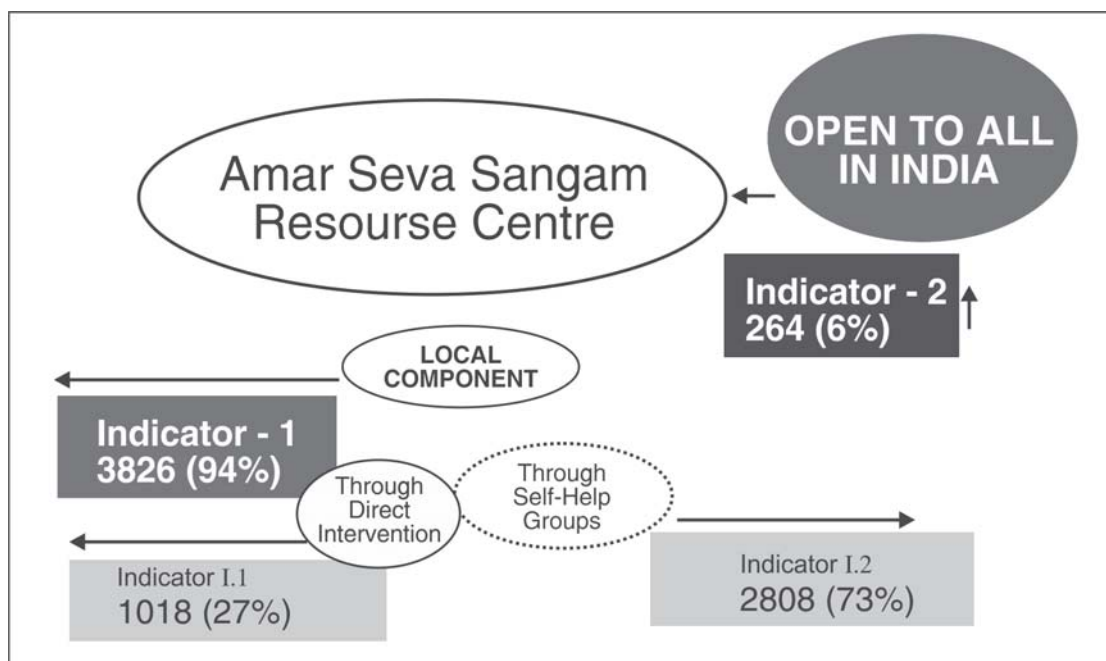 OPEN TO ALL
IN INDIA
Amar Seva Sangam
Resourse Centre
Indicator - 2
264 (6%)
LOCAL
COMPONENT
Indicator - 1
3826 (94%)
Through
Direct
Intervention
Through
Self-Help
Groups
Indicator I.1
1018 (27%)
Indicator I.2
2808 (73%)